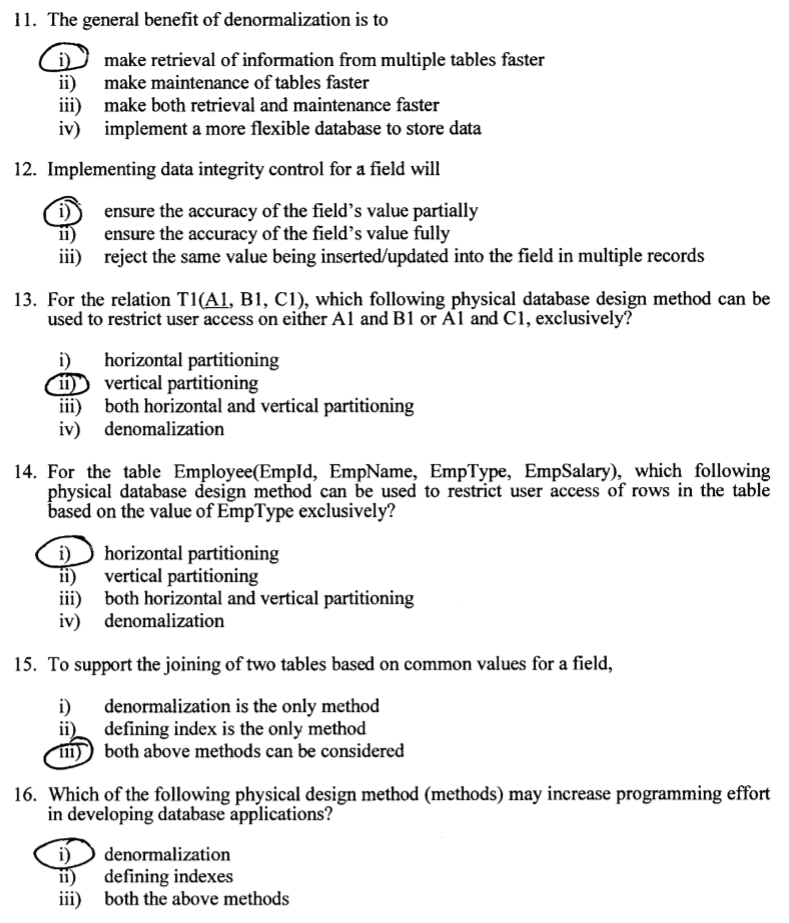 11. The general benefit of denormalization is to
i) make retrieval of information from multiple tables faster
ii) make maintenance of tables faster
iii) make both retrieval and maintenance faster
iv) implement a more flexible database to store data
12. Implementing data integrity control for a field will
i) ensure the accuracy of the field's value partially
ii) ensure the accuracy of the field's value fully
iii) reject the same value being inserted/updated into the field in multiple records
13. For the relation T1(A1, B1, C1), which following physical database design method can be
used to restrict user access on either A1 and B1 or A1 and C1, exclusively?
i) horizontal partitioning
ii) vertical partitioning
iii) both horizontal and vertical partitioning
iv) denomalization
14. For the table Employee(EmpId, EmpName, EmpType, EmpSalary), which following
physical database design method can be used to restrict user access of rows in the table
based on the value of EmpType exclusively?
i) horizontal partitioning
ii) vertical partitioning
iii) both horizontal and vertical partitioning
iv) denomalization
15. To support the joining of two tables based on common values for a field,
i) denormalization is the only method
ii) defining index is the only method
iii) both above methods can be considered
16. Which of the following physical design method (methods) may increase programming effort
in developing database applications?
i) denormalization
ii) defining indexes
iii) both the above methods